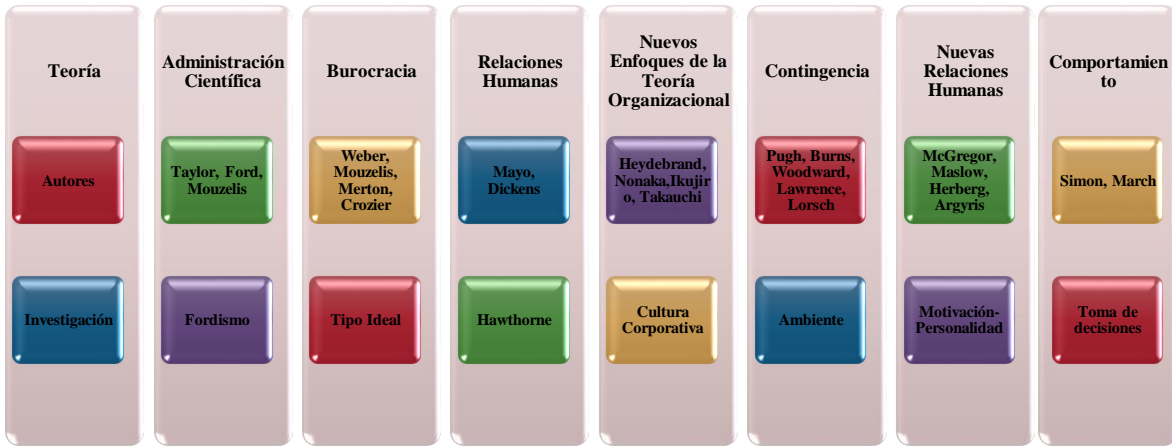 Teoría
Autores
Investigación
Administración
Científica
Taylor, Ford,
Mouzelis
Fordismo
Burocracia
Weber,
Mouzelis,
Merton,
Crozier
Tipo Ideal
Relaciones
Humanas
Mayo,
Dickens
Hawthorne
Nuevos
Enfoques de la
Teoría
Organizacional
Heydebrand,
Nonaka,Ikujir
o, Takauchi
Cultura
Corporativa
Contingencia
Pugh, Burns,
Woodward,
Lawrence,
Lorsch
Ambiente
Nuevas
Relaciones
Humanas
McGregor,
Maslow,
Herberg,
Argyris
Motivación-
Personalidad
Comportamien
to
Simon, March
Toma de
decisiones